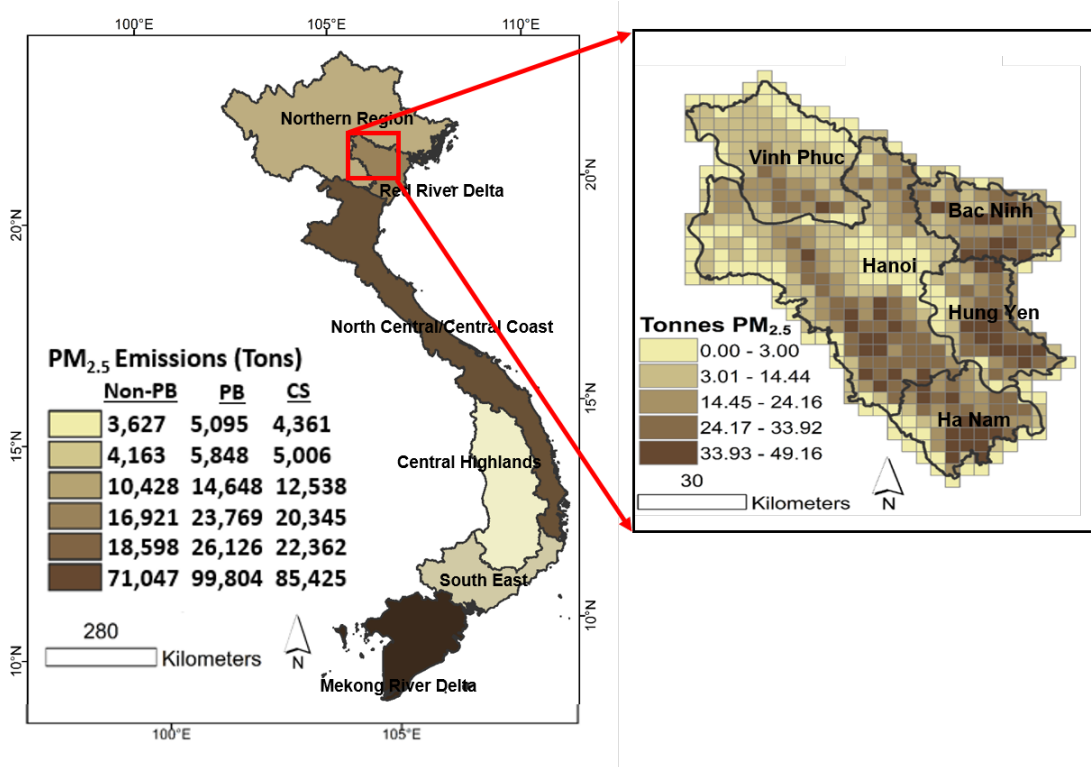 100°E 105°E 110°E
Northern Region
Red River Delta
20°N
20°N
North Central/Central Coast
PM2.5 Emissions (Tons)
Non-PB PB CS
3,627 5,095 4,361
4,163 5,848 5,006
10,428 14,648 12,538
16,921 23,769 20,345
18,598 26,126 22,362
71,047 99,804 85,425
15°N
15°N
Central Highlands
South East
10°N
10°N
280
Kilometers
N
Mekong River Delta
100°E 105°E
Vinh Phuc
Bac Ninh
Hanoi
Hung Yen
Ha Nam
Tonnes PM2.5
0.00 - 3.00
3.01 - 14.44
14.45 - 24.16
24.17 - 33.92
33.93 - 49.16
30
Kilometers
N